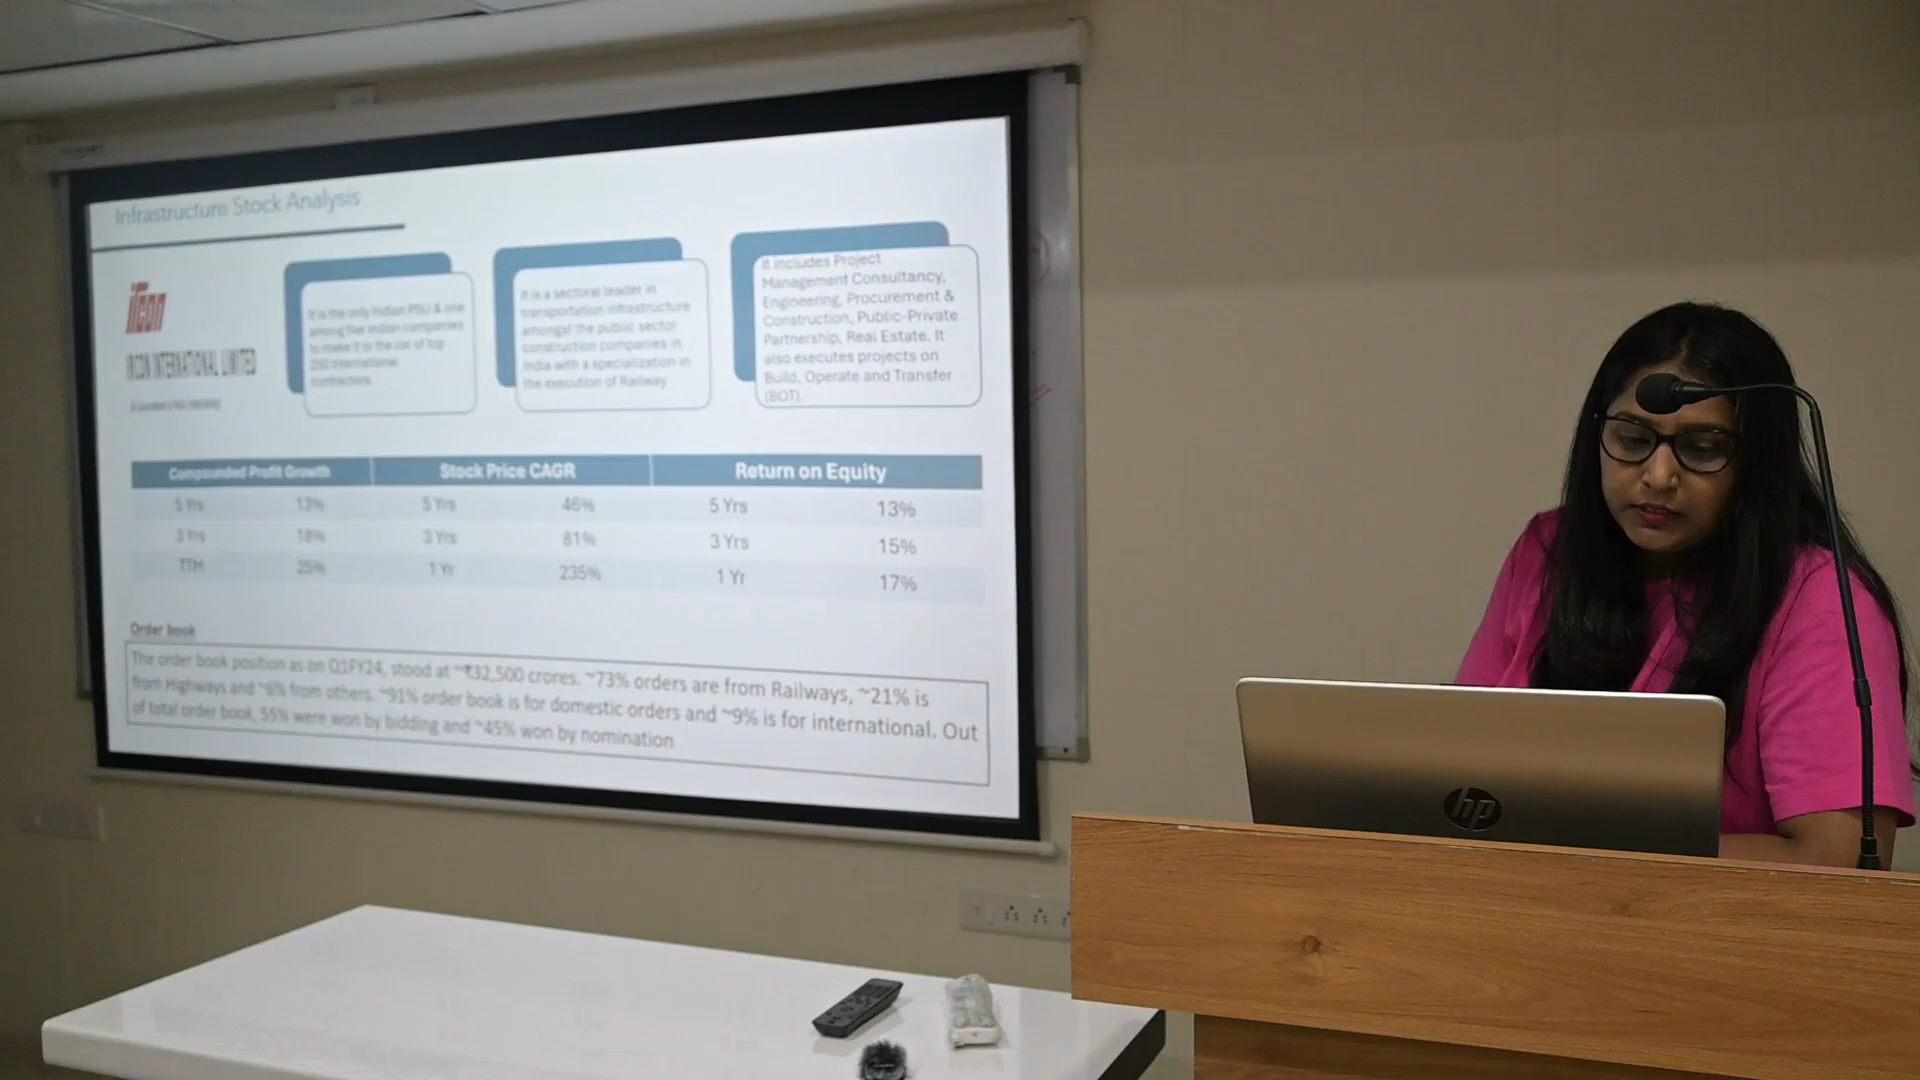 Infrastructure Stock Analysis
ircon
IRCON INTERNATIONAL LIMITED
It is the only Indian PSU & one
among five Indian companies
to make it to the list of top
250 international
contractors.
It is a sectoral leader in
transportation infrastructure
amongst the public sector
construction companies in
India with a specialization in
the execution of Railway
It includes Project
Management Consultancy,
Engineering, Procurement &
Construction, Public-Private
Partnership, Real Estate. It
also executes projects on
Build, Operate and Transfer
(BOT).
Compounded Profit Growth Stock Price CAGR Return on Equity
5 Yrs 13% 5 Yrs 46% 5 Yrs 13%
3 Yrs 18% 3 Yrs 81% 3 Yrs 15%
TTM 25% 1 Yr 235% 1 Yr 17%
Order book
The order book position as on Q1FY24, stood at ~₹32,500 crores. ~73% orders are from Railways, ~21% is
from Highways and ~6% from others. ~91% order book is for domestic orders and ~9% is for international. Out
of total order book, 55% were won by bidding and ~45% won by nomination
hp